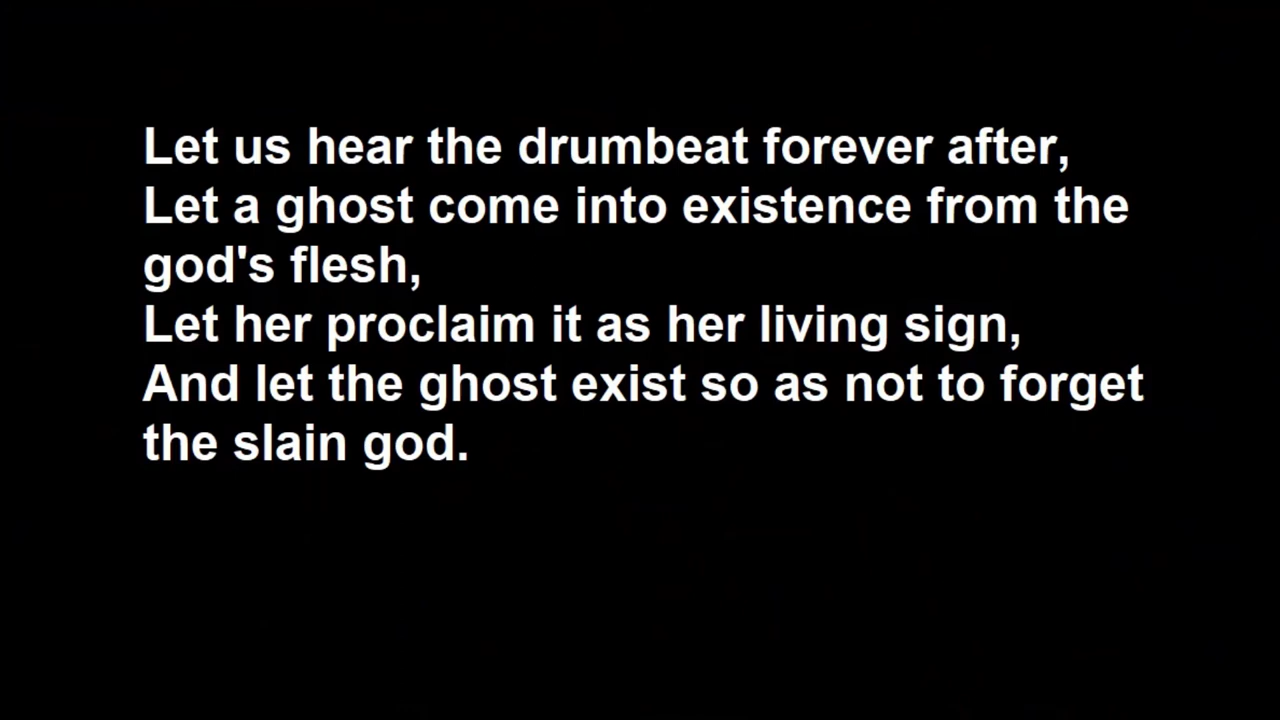 Let us hear the drumbeat forever after,
Let a ghost come into existence from the
god's flesh,
Let her proclaim it as her living sign,
And let the ghost exist so as not to forget
the slain god.